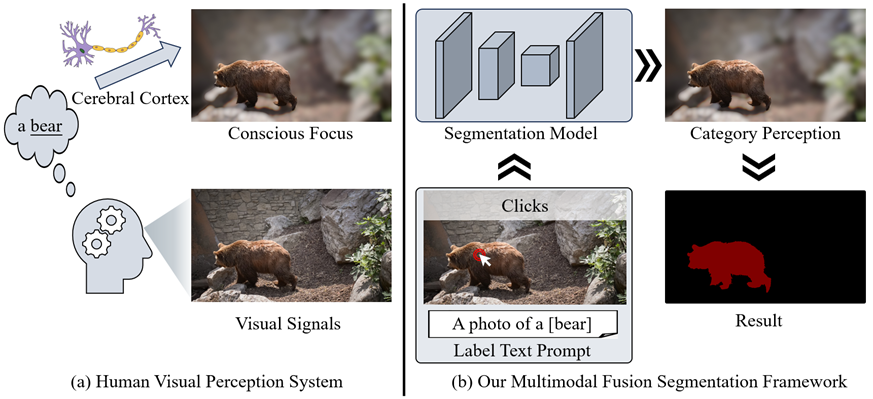 Cerebral Cortex
a bear
Conscious Focus
Visual Signals
(a) Human Visual Perception System
Segmentation Model
Category Perception
Clicks
A photo of a [bear]
Label Text Prompt
Result
(b) Our Multimodal Fusion Segmentation Framework